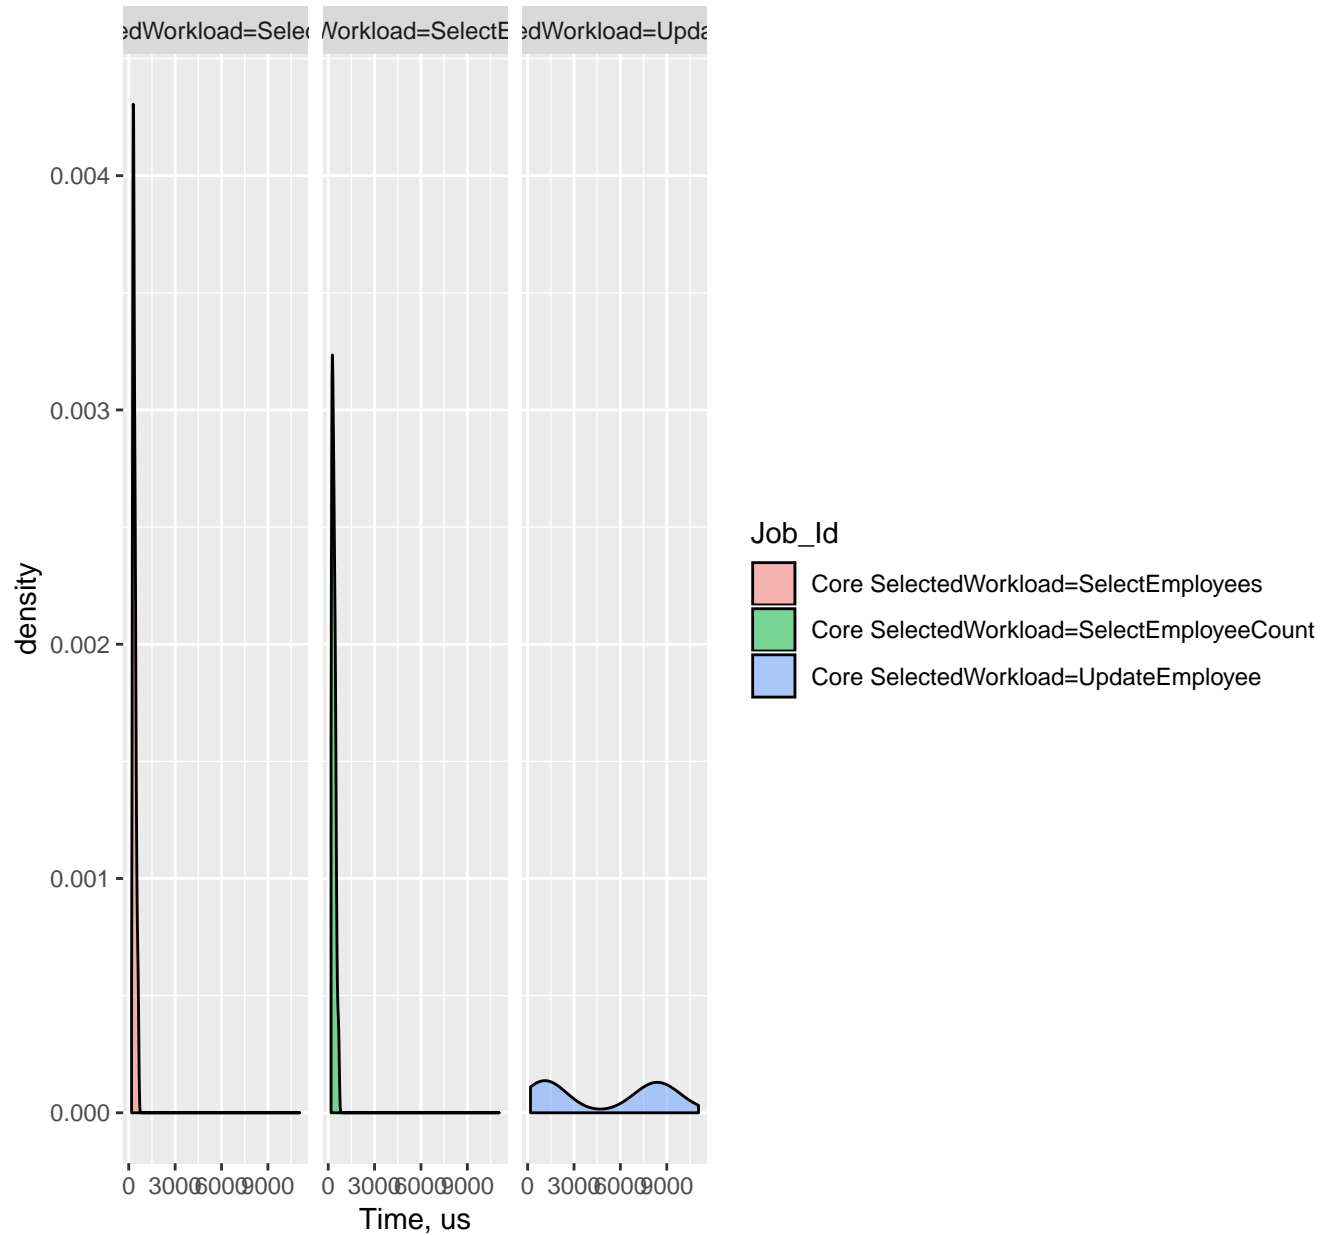 edWorkload=Selec
Workload=SelectE
edWorkload=Upda
0.004
0.003
0.002
0.001
0.000
density
0 3000 6000 9000
0 3000 6000 9000
0 3000 6000 9000
Time, us
Job_Id
Core SelectedWorkload=SelectEmployees
Core SelectedWorkload=SelectEmployeeCount
Core SelectedWorkload=UpdateEmployee